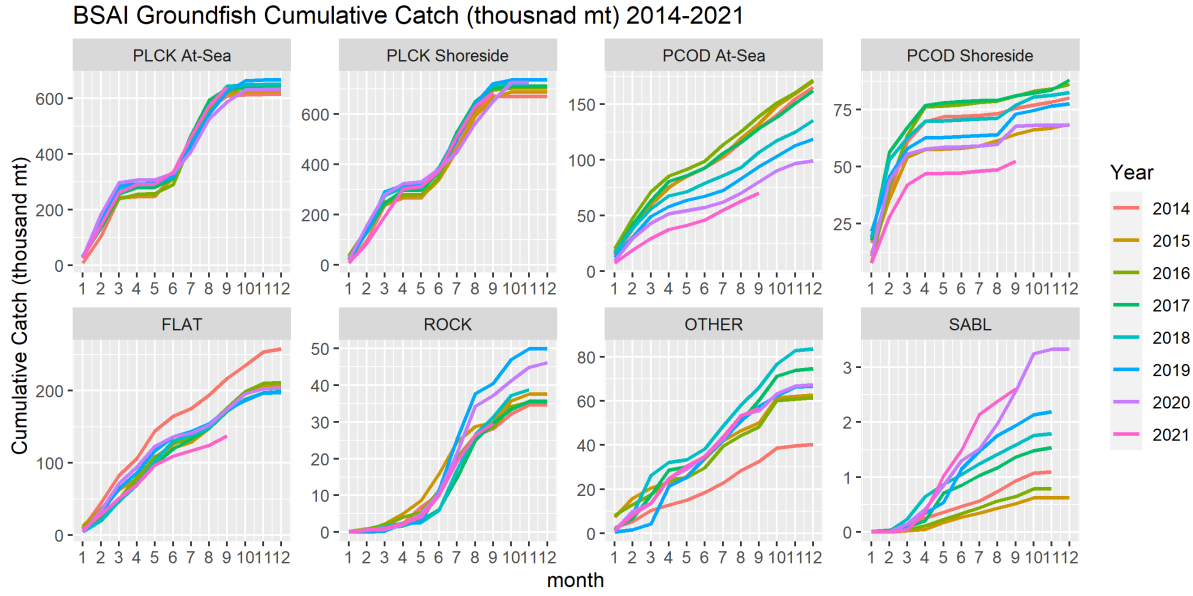 BSAI Groundfish Cumulative Catch (thousnad mt) 2014-2021
PLCK At-Sea
PLCK Shoreside
PCOD At-Sea
PCOD Shoreside
600
400
200
0
600
400
200
0
150
100
50
0
75
50
25
1 2 3 4 5 6 7 8 9 10 11 12
1 2 3 4 5 6 7 8 9 10 11 12
1 2 3 4 5 6 7 8 9 10 11 12
1 2 3 4 5 6 7 8 9 10 11 12
FLAT
ROCK
OTHER
SABL
200
100
0
50
40
30
20
10
0
80
60
40
20
0
3
2
1
0
1 2 3 4 5 6 7 8 9 10 11 12
1 2 3 4 5 6 7 8 9 10 11 12
1 2 3 4 5 6 7 8 9 10 11 12
1 2 3 4 5 6 7 8 9 10 11 12
Cumulative Catch (thousand mt)
month
Year
2014
2015
2016
2017
2018
2019
2020
2021